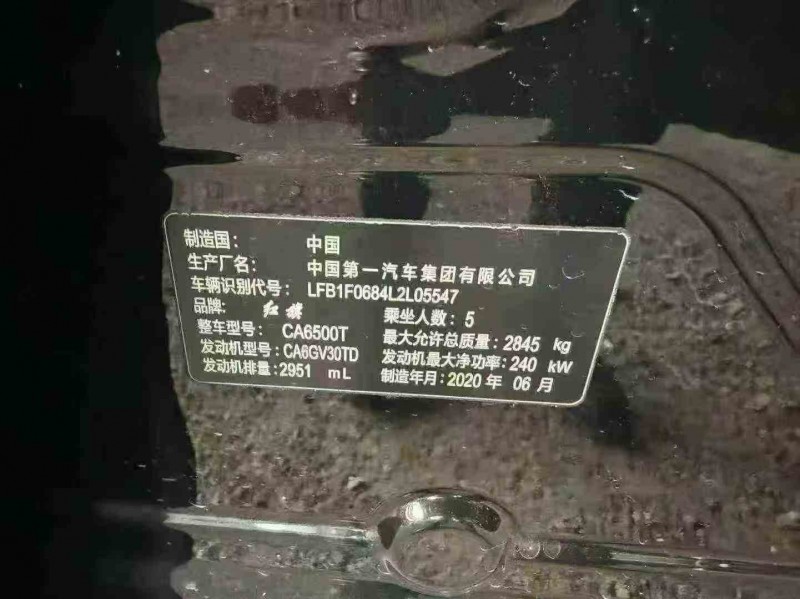 制造国： 中国
生产厂名： 中国第一汽车集团有限公司
车辆识别代号： LFB1F0684L2L05547
品牌： 红旗 乘坐人数：5
整车型号： CA6500T 最大允许总质量：2845 kg
发动机型号：CA6GV30TD 发动机最大净功率：240 kW
发动机排量：2951 mL 制造年月：2020 年 06 月